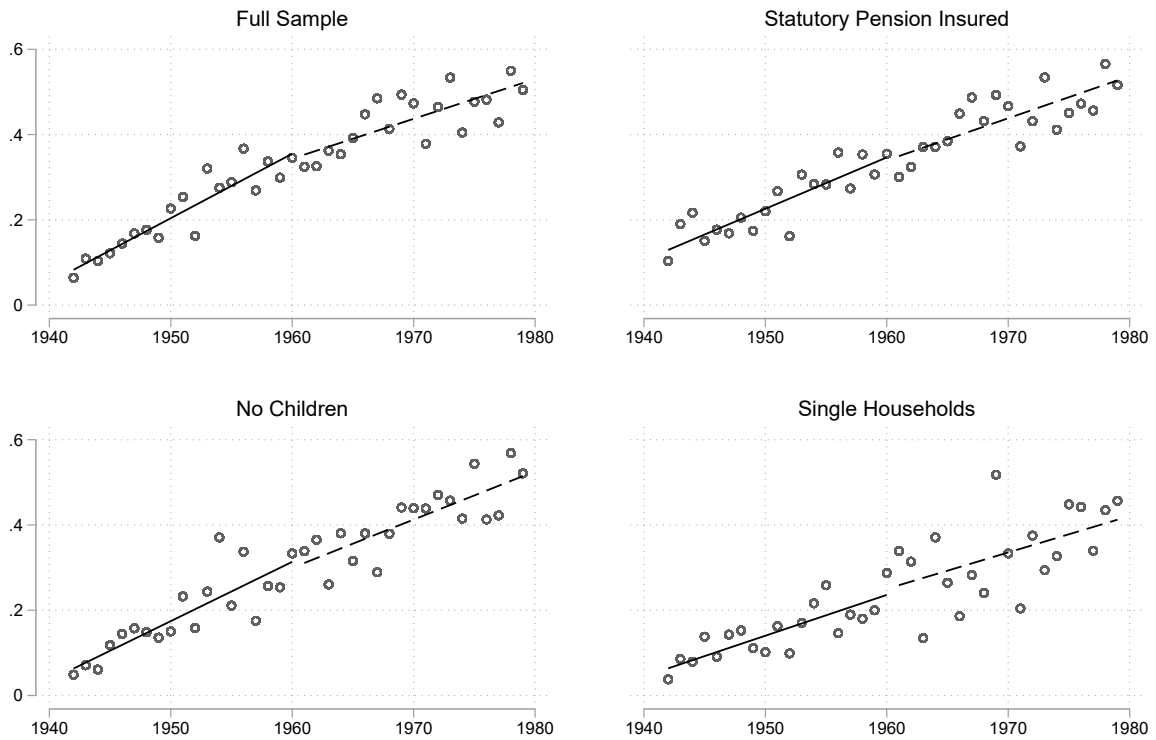 Full Sample
Statutory Pension Insured
.6
.4
.2
0
1940 1950 1960 1970 1980
1940 1950 1960 1970 1980
No Children
Single Households
.6
.4
.2
0
1940 1950 1960 1970 1980
1940 1950 1960 1970 1980